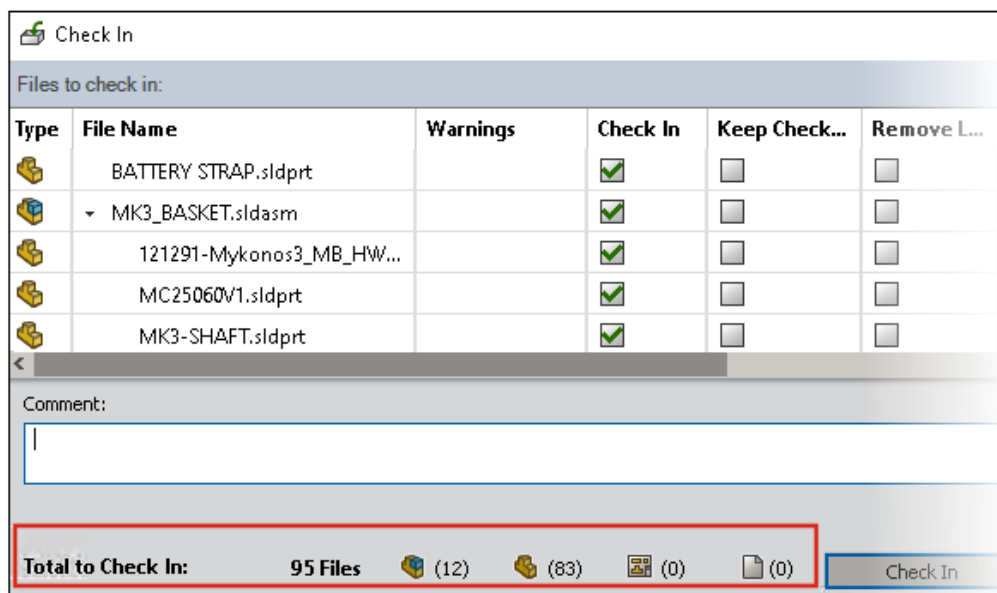 Check In
Files to check in:
Type File Name Warnings Check In Keep Check... Remove L...
BATTERY STRAP.sldprt
MK3_BASKET.sldasm
121291-Mykonos3_MB_HW...
MC25060V1.sldprt
MK3-SHAFT.sldprt
Comment:
Total to Check In: 95 Files (12) (83) (0) (0) Check In